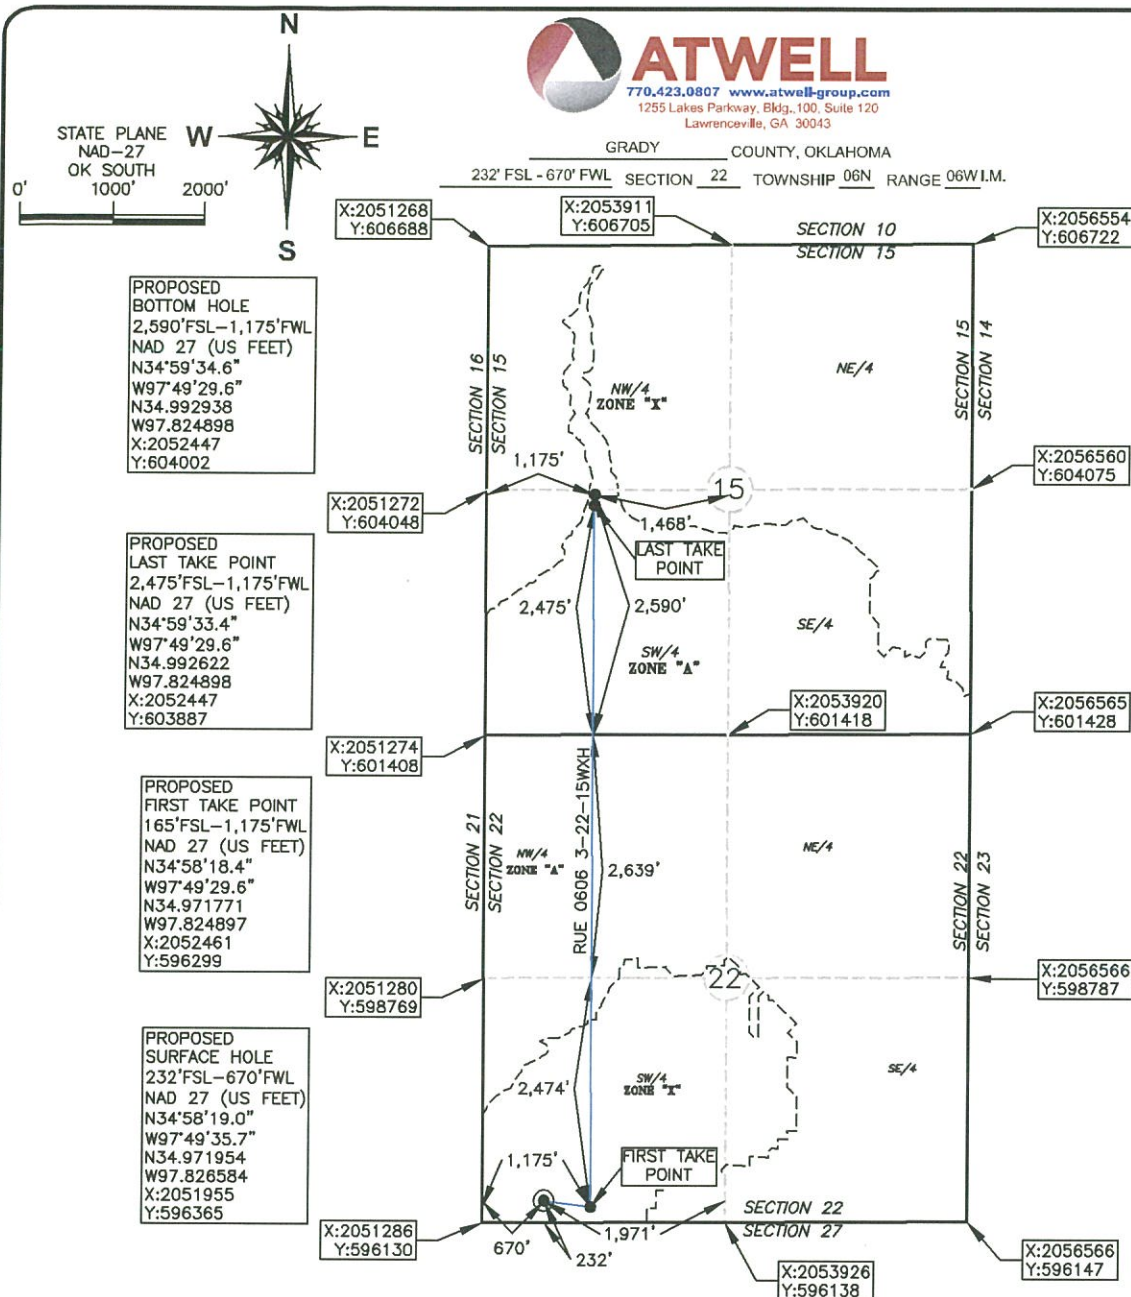 N
W
E
S
STATE PLANE
NAD-27
OK SOUTH
0' 1000' 2000'
ATWELL
770.423.0807 www.atwell-group.com
1255 Lakes Parkway, Bldg., 100, Suite 120
Lawrenceville, GA 30043
GRADY COUNTY, OKLAHOMA
232' FSL - 670' FWL SECTION 22 TOWNSHIP 06N RANGE 06W I.M.
X:2051268
Y:606688
X:2053911
Y:606705
X:2056554
Y:606722
SECTION 10
SECTION 15
PROPOSED
BOTTOM HOLE
2,590'FSL-1,175'FWL
NAD 27 (US FEET)
N34°59'34.6"
W97°49'29.6"
N34.992938
W97.824898
X:2052447
Y:604002
SECTION 16
SECTION 15
NW/4
ZONE "X"
NE/4
SECTION 15
SECTION 14
1,175'
X:2051272
Y:604048
15
X:2056560
Y:604075
1,468'
LAST TAKE
POINT
PROPOSED
LAST TAKE POINT
2,475'FSL-1,175'FWL
NAD 27 (US FEET)
N34°59'33.4"
W97°49'29.6"
N34.992622
W97.824898
X:2052447
Y:603887
2,475'
2,590'
SW/4
ZONE "A"
SE/4
X:2053920
Y:601418
X:2056565
Y:601428
X:2051274
Y:601408
PROPOSED
FIRST TAKE POINT
165'FSL-1,175'FWL
NAD 27 (US FEET)
N34°58'18.4"
W97°49'29.6"
N34.971771
W97.824897
X:2052461
Y:596299
SECTION 21
SECTION 22
NW/4
ZONE "A"
RUE 0606 3-22-15WXH
2,639'
NE/4
SECTION 22
SECTION 23
X:2051280
Y:598769
22
X:2056566
Y:598787
PROPOSED
SURFACE HOLE
232'FSL-670'FWL
NAD 27 (US FEET)
N34°58'19.0"
W97°49'35.7"
N34.971954
W97.826584
X:2051955
Y:596365
2,474'
SW/4
ZONE "X"
SE/4
1,175'
FIRST TAKE
POINT
SECTION 22
SECTION 27
X:2051286
Y:596130
670'
232'
1,971'
X:2053926
Y:596138
X:2056566
Y:596147